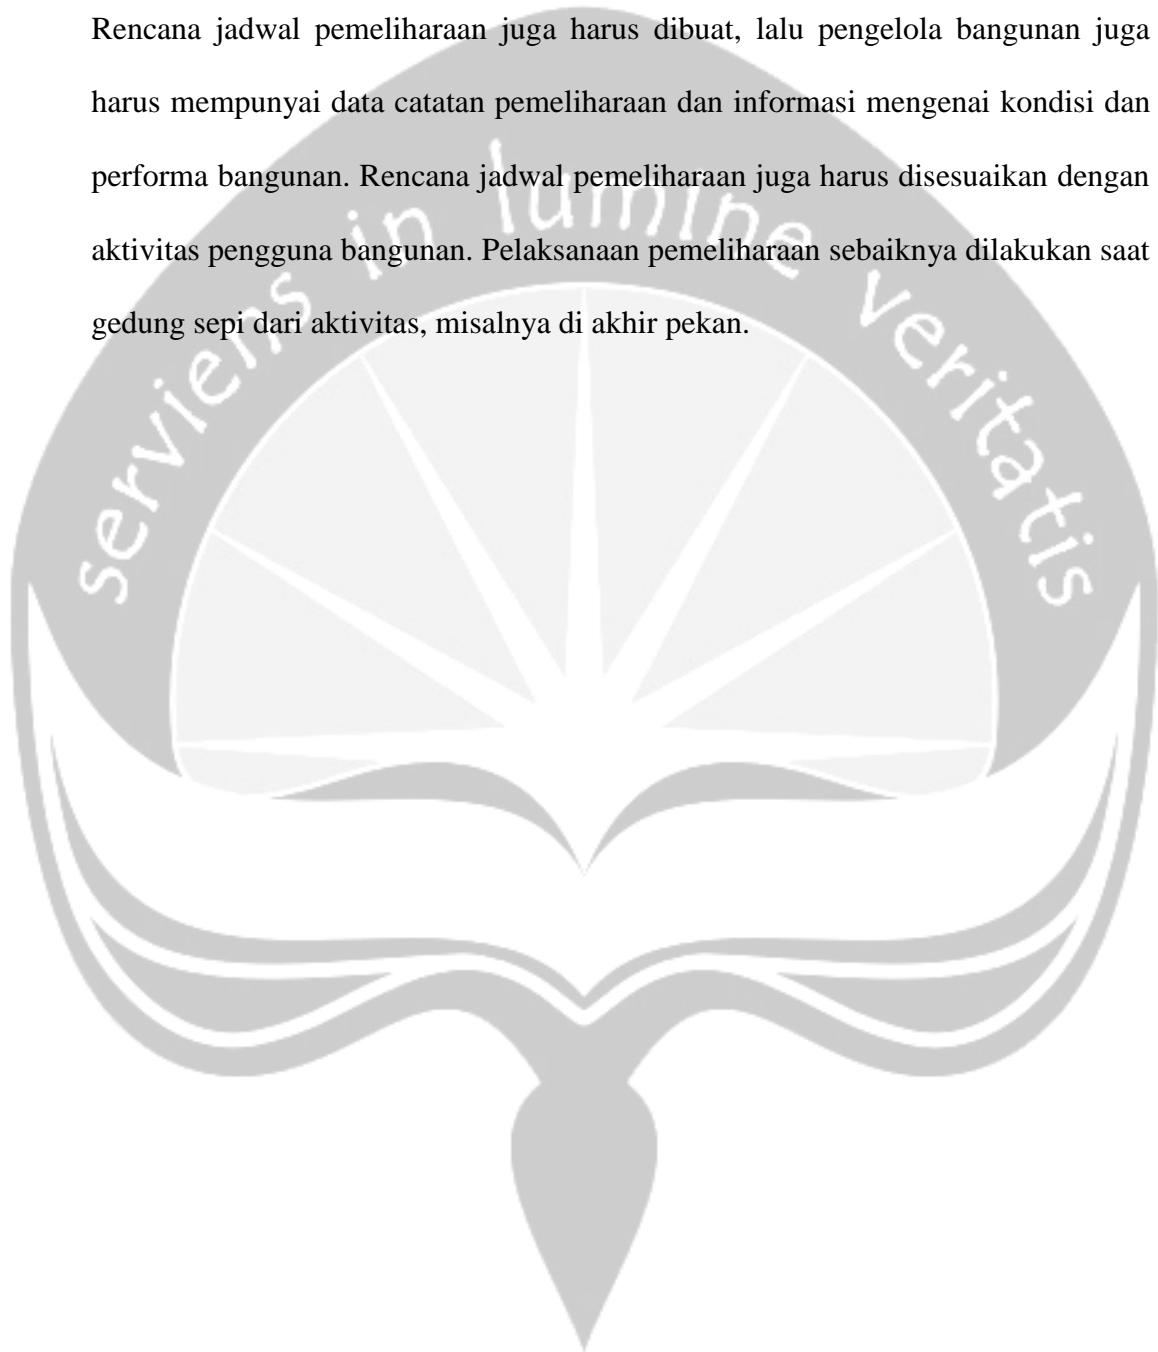 Rencana jadwal pemeliharaan juga harus dibuat, lalu pengelola bangunan juga
harus mempunyai data catatan pemeliharaan dan informasi mengenai kondisi dan
performa bangunan. Rencana jadwal pemeliharaan juga harus disesuaikan dengan
aktivitas pengguna bangunan. Pelaksanaan pemeliharaan sebaiknya dilakukan saat
gedung sepi dari aktivitas, misalnya di akhir pekan.
serviens in lumine veritatis